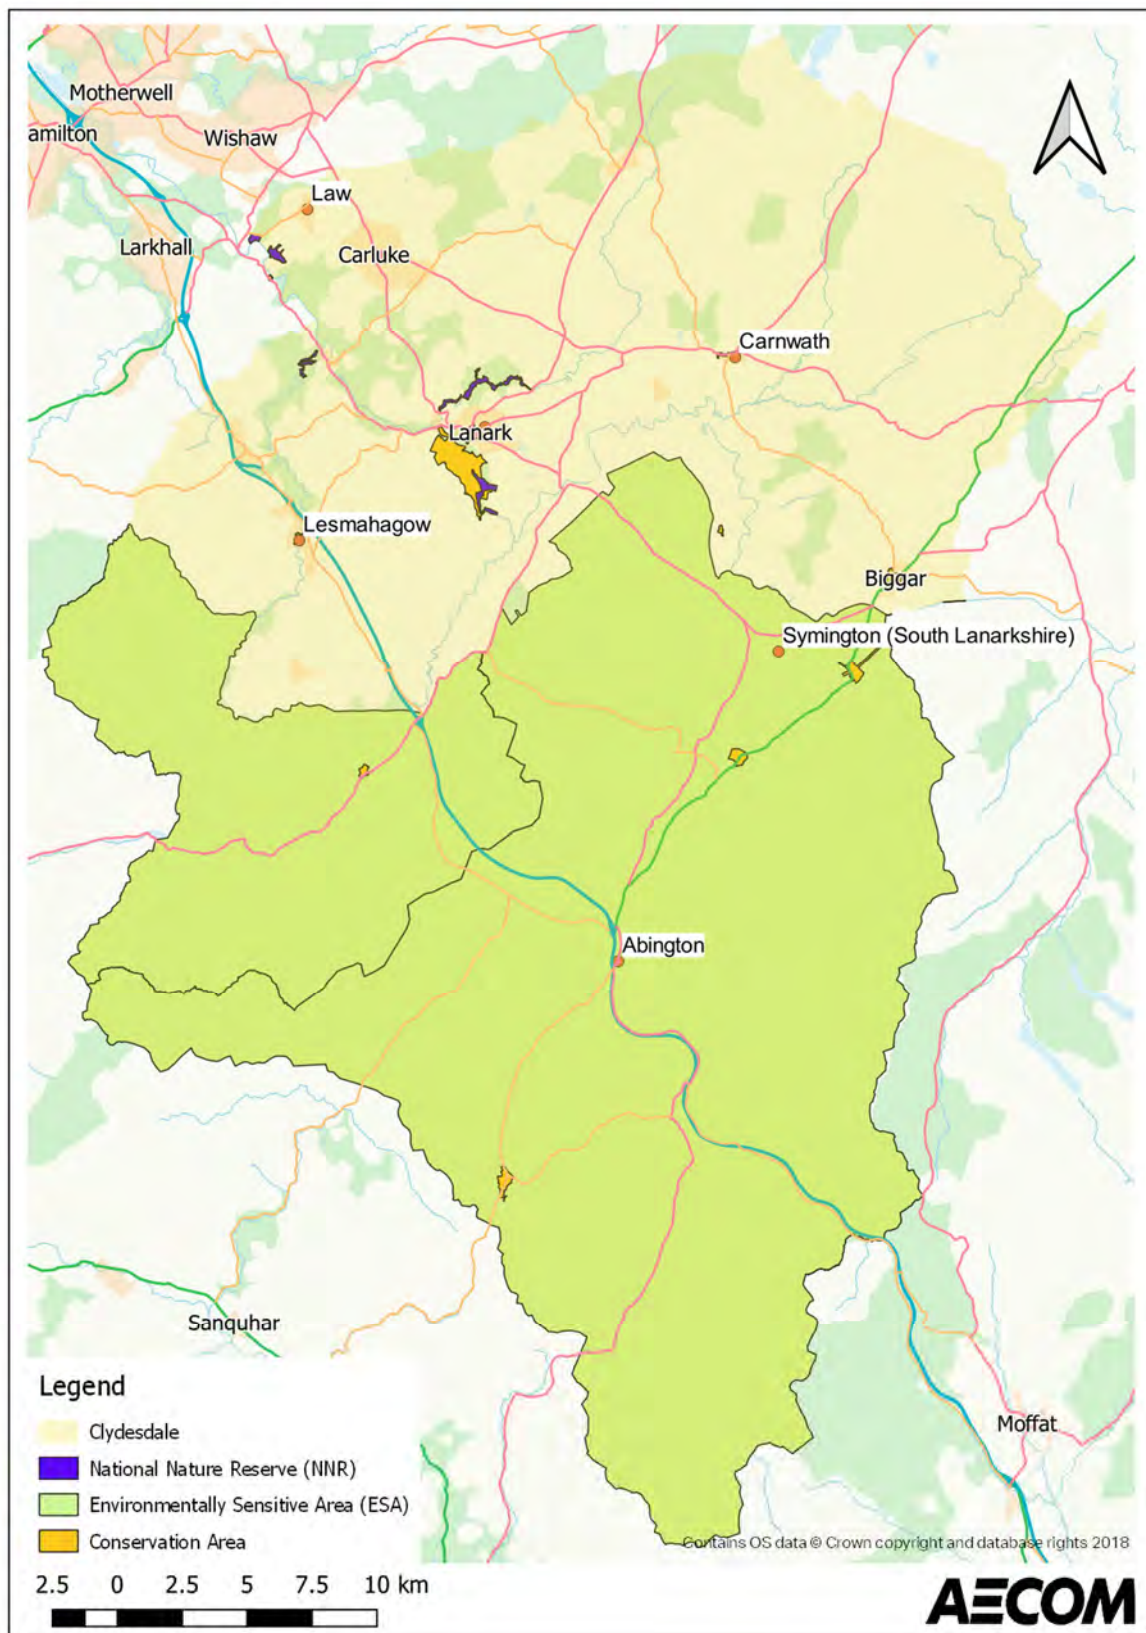 Motherwell
amilton
Wishaw
Law
Larkhall
Carluke
Carnwath
Lanark
Lesmahagow
Biggar
Symington (South Lanarkshire)
Abington
Sanquhar
Moffat
Legend
Clydesdale
National Nature Reserve (NNR)
Environmentally Sensitive Area (ESA)
Conservation Area
Contains OS data © Crown copyright and database rights 2018
2.5 0 2.5 5 7.5 10 km
AECOM